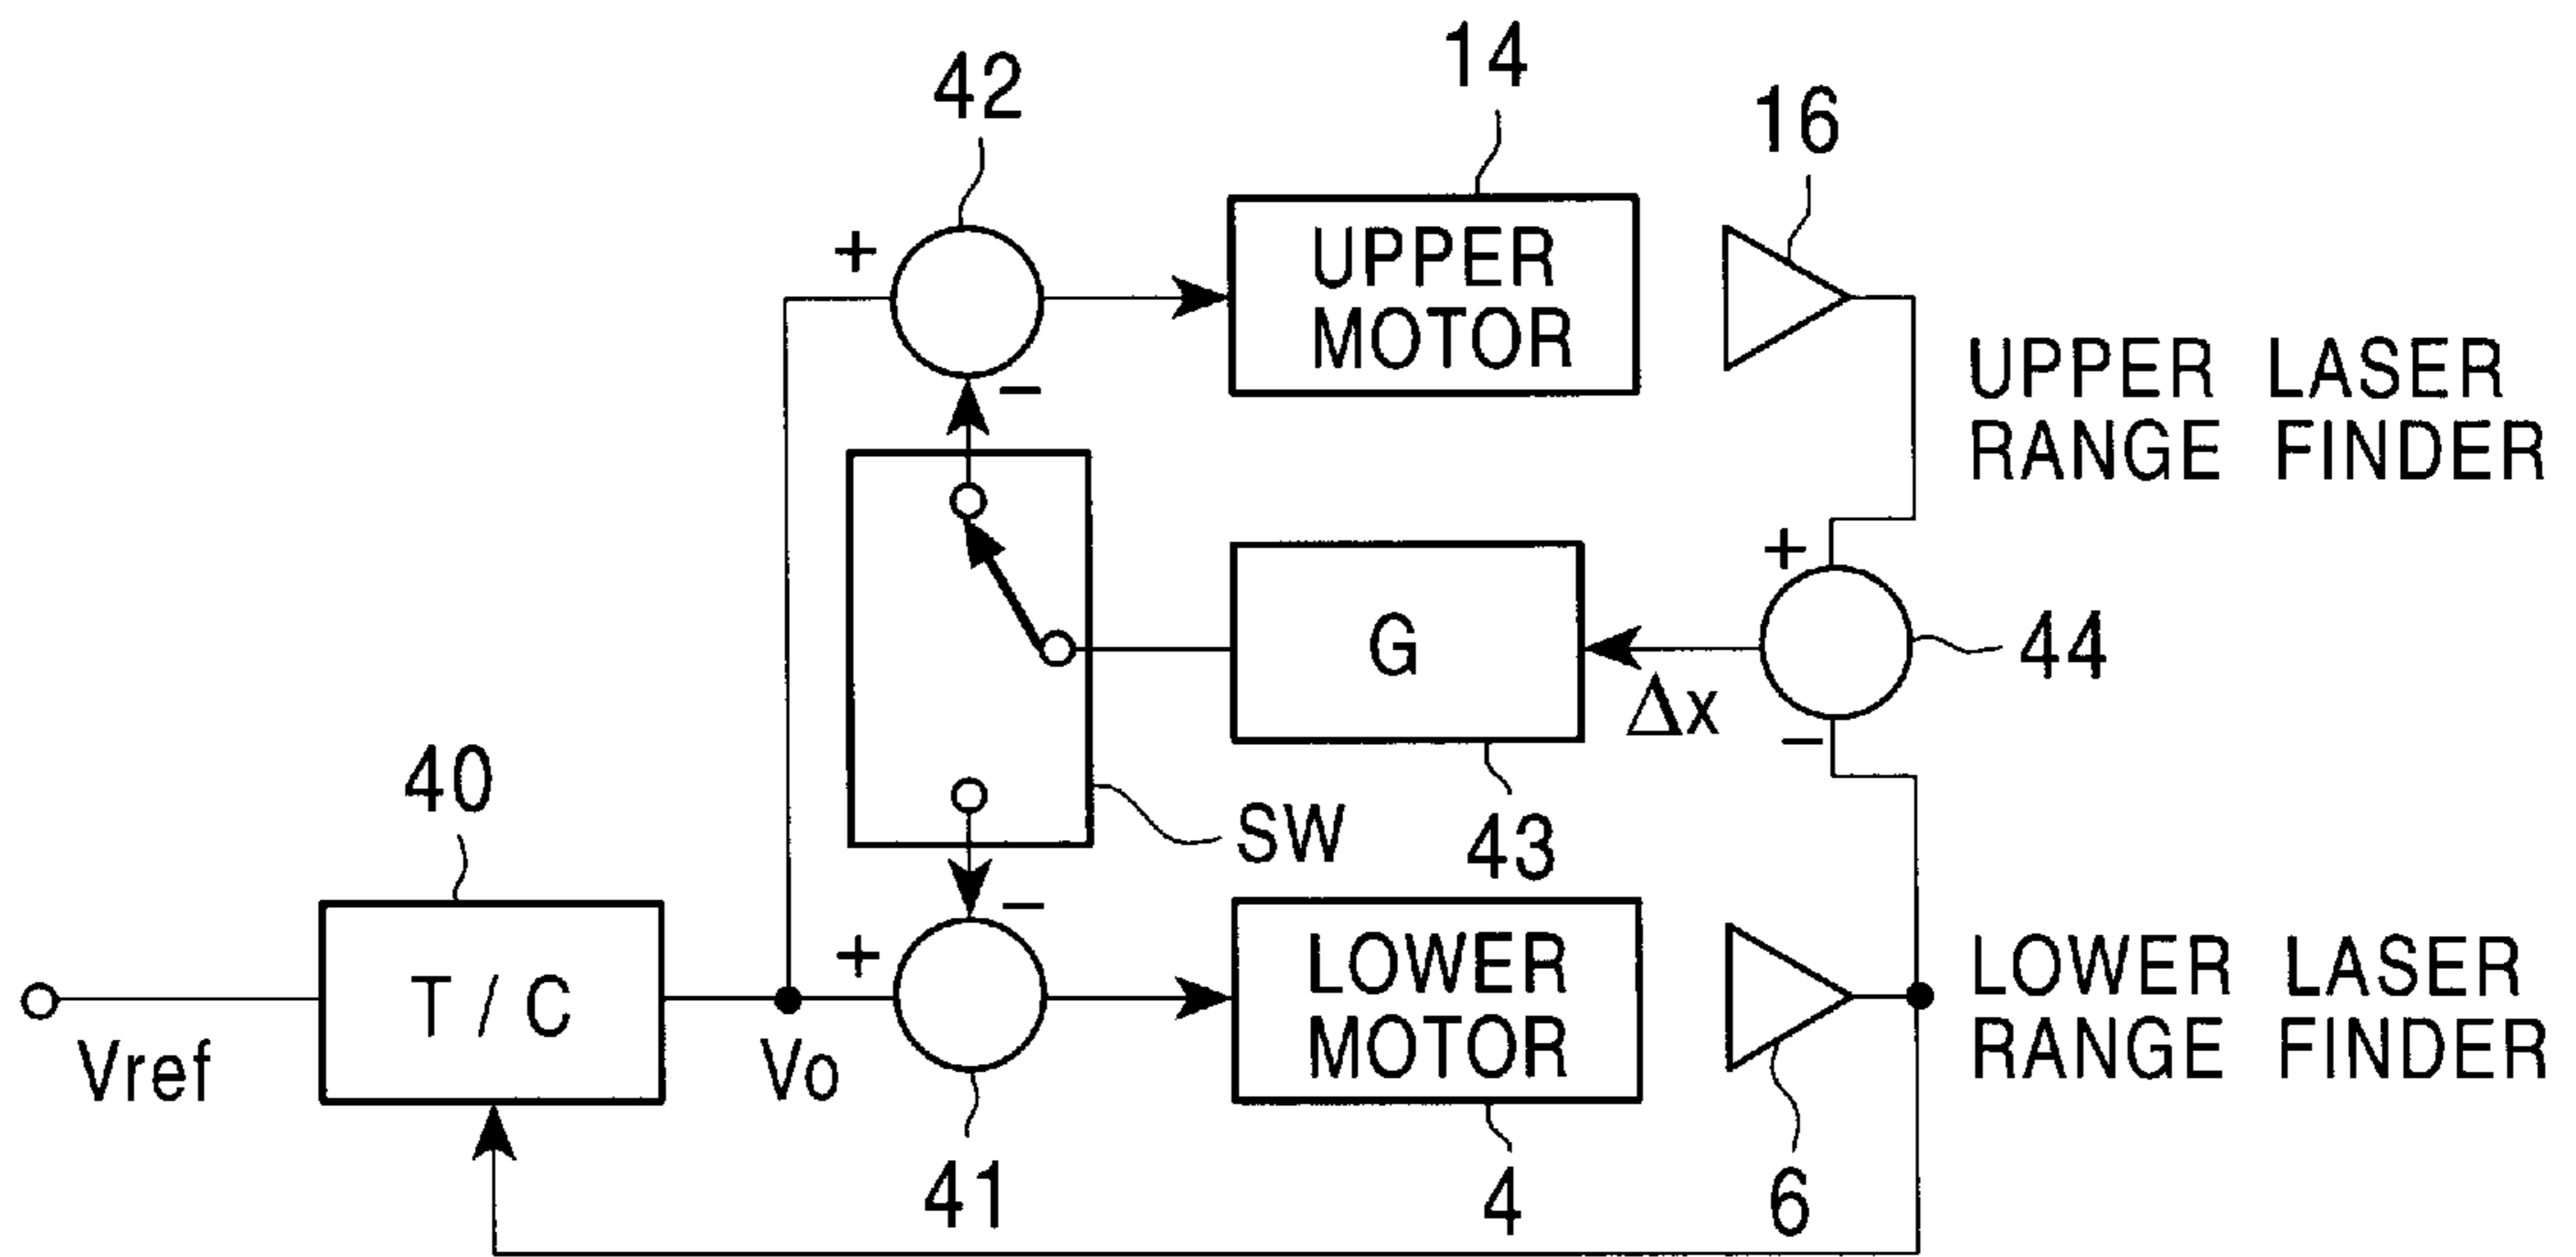 14
42
16
+
UPPER
MOTOR
UPPER LASER
RANGE FINDER
−
+
G
44
Δx
−
40
SW
43
−
+
T / C
LOWER
MOTOR
LOWER LASER
RANGE FINDER
Vref
Vo
41
4
6